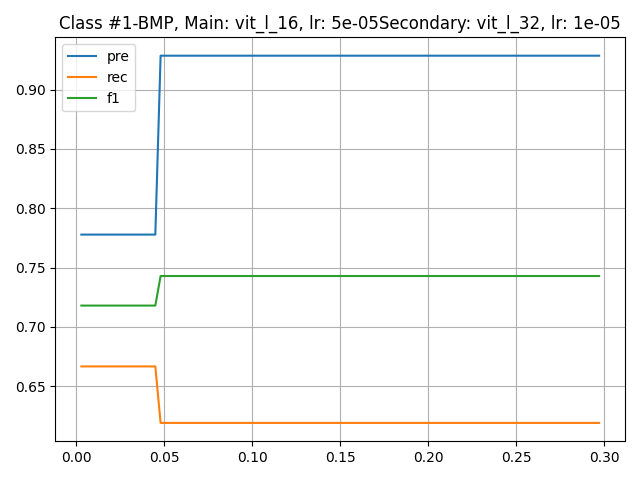 Class #1-BMP, Main: vit_l_16, lr: 5e-05Secondary: vit_l_32, lr: 1e-05
pre
rec
f1
0.90
0.85
0.80
0.75
0.70
0.65
0.00 0.05 0.10 0.15 0.20 0.25 0.30